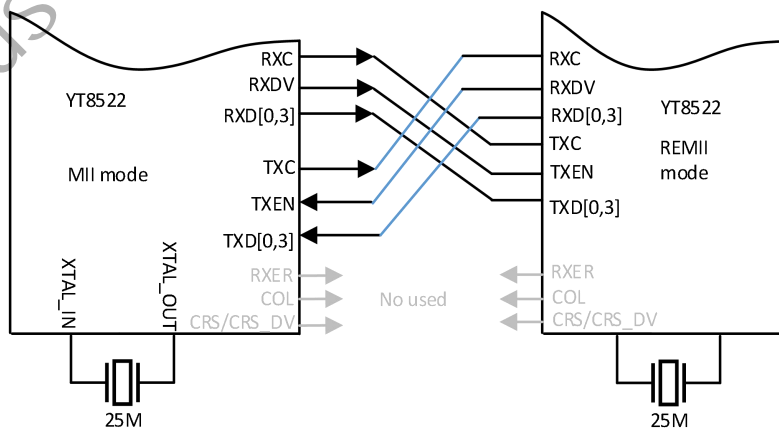 RXC
RXDV
RXD[0,3]
TXC
TXEN
TXD[0,3]
RXER
COL
CRS/CRS_DV
YT8522
MII mode
XTAL_IN
XTAL_OUT
25M
No used
RXC
RXDV
RXD[0,3]
TXC
TXEN
TXD[0,3]
RXER
COL
CRS/CRS_DV
YT8522
REMII
mode
25M